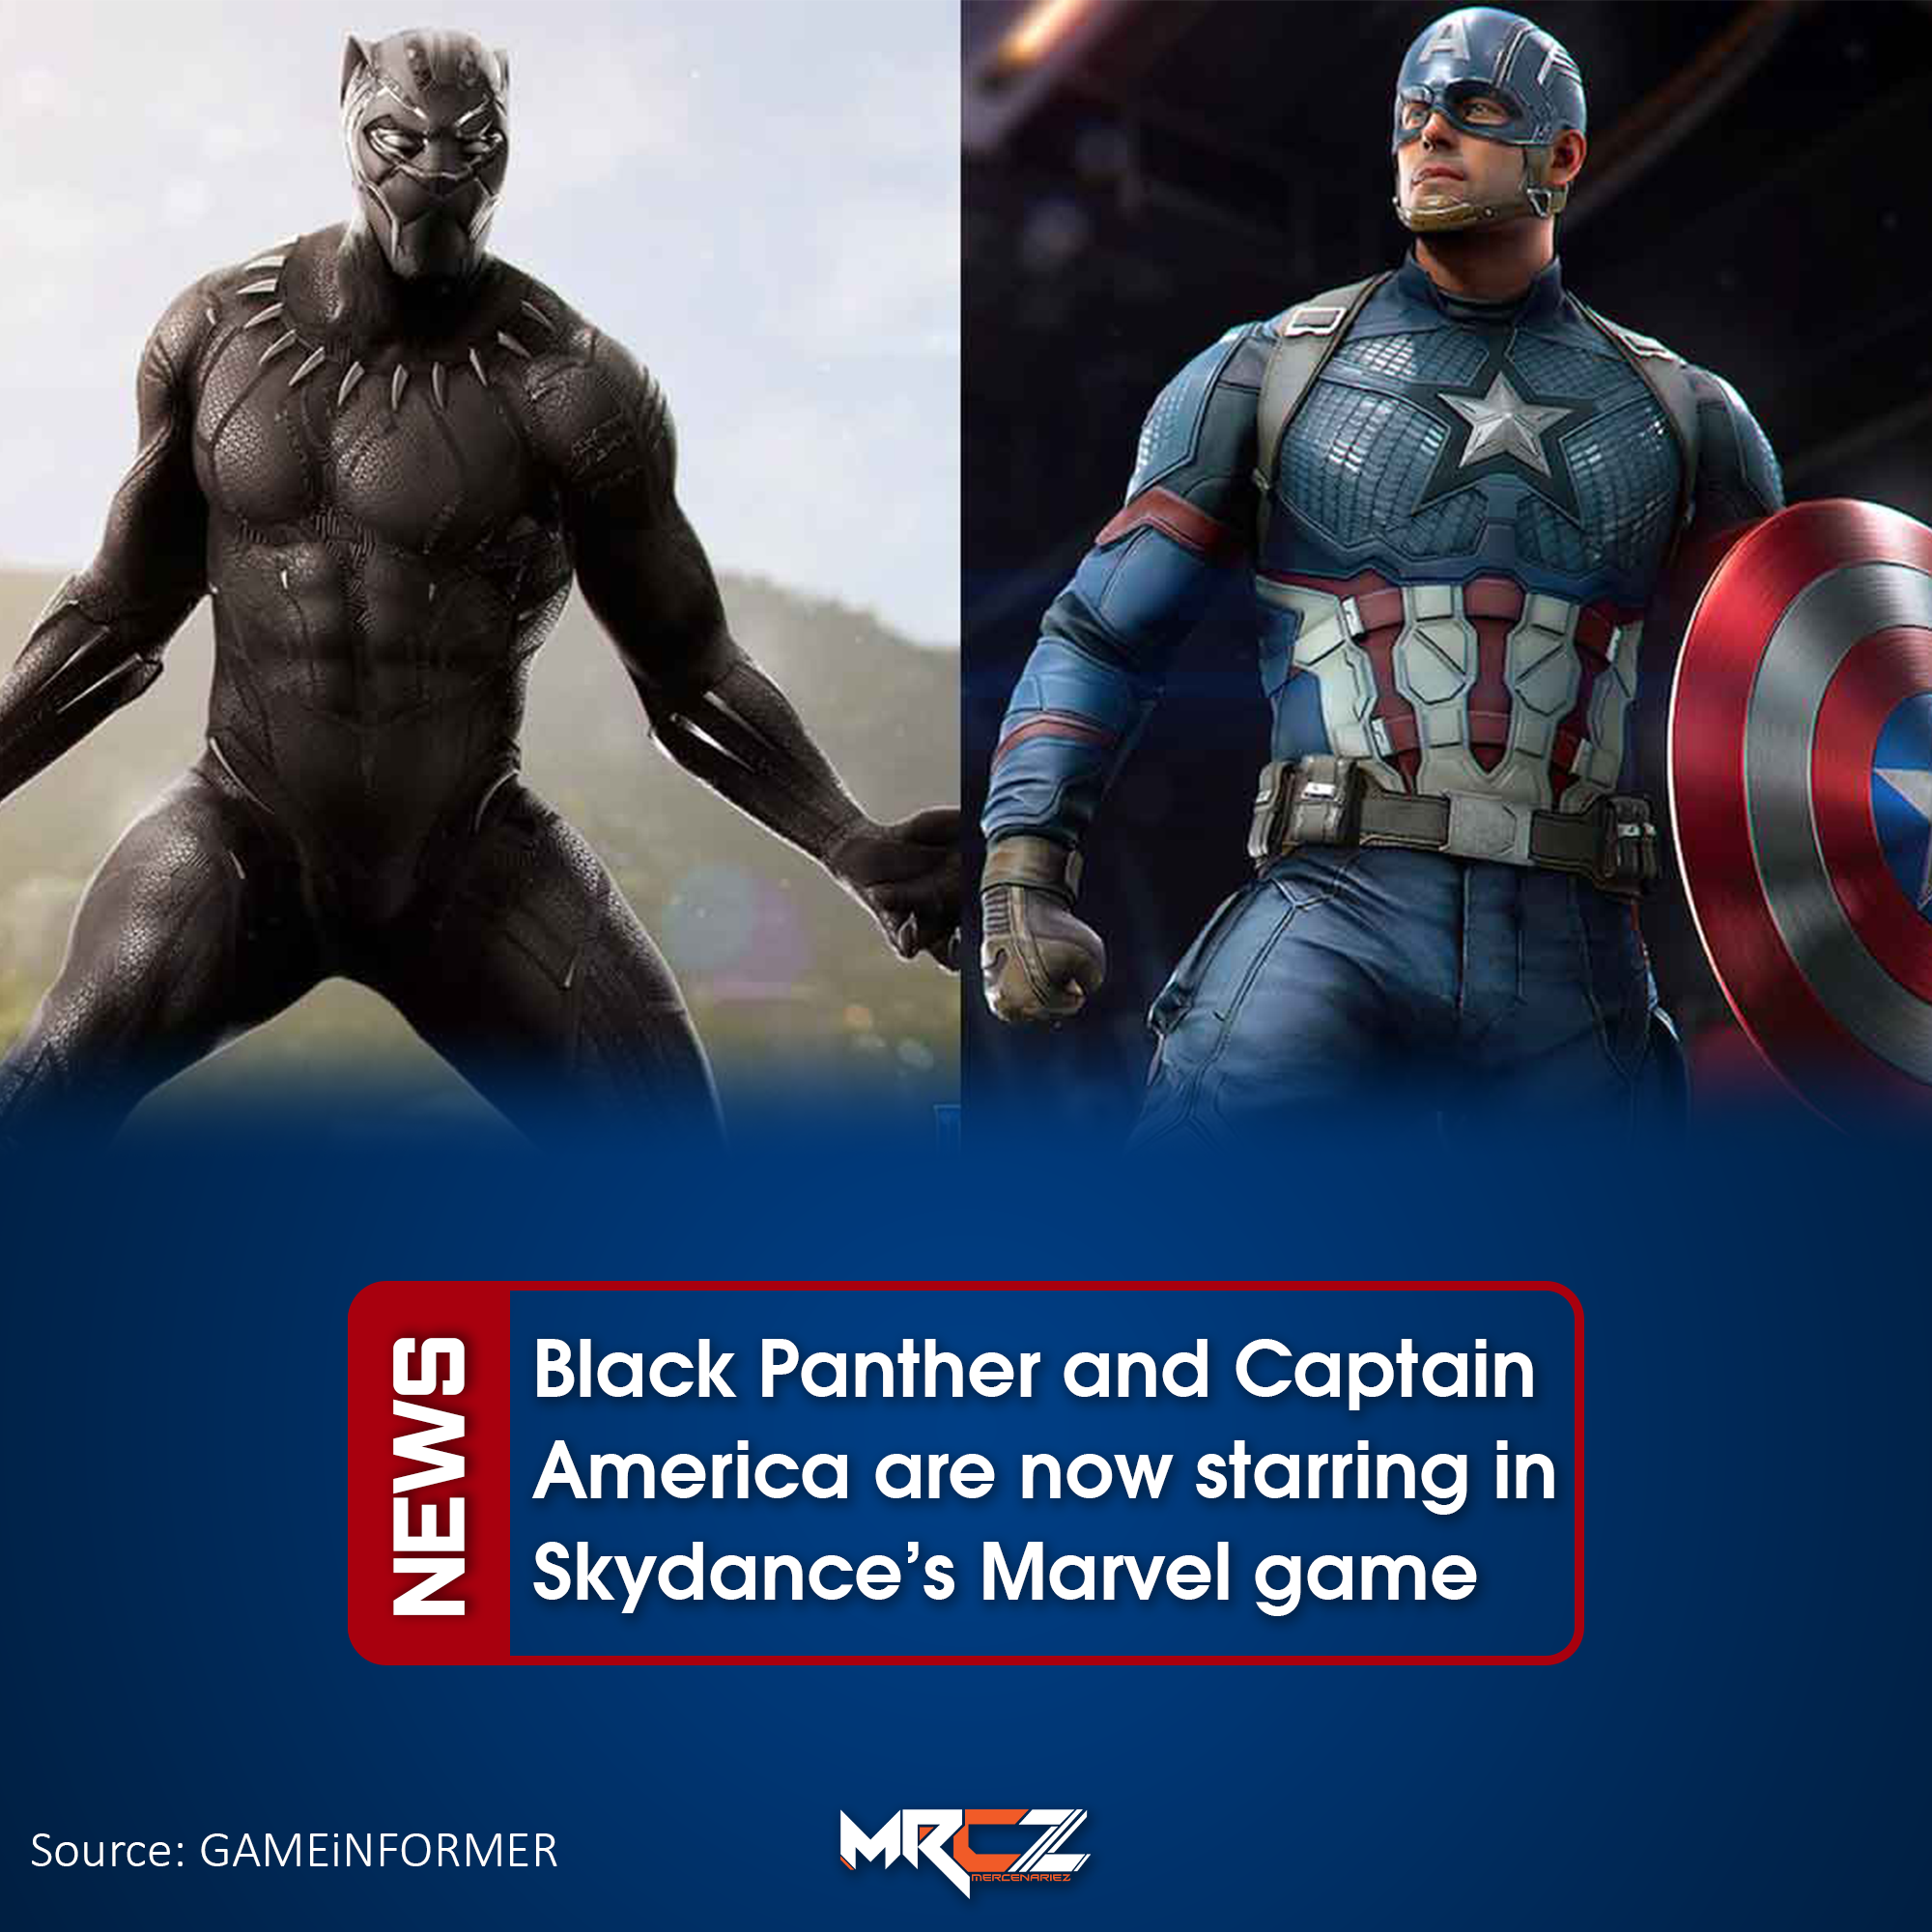 A
NEWS
Black Panther and Captain
America are now starring in
Skydance’s Marvel game
Source: GAMEiNFORMER
MRCZ
MERCENARIEZ